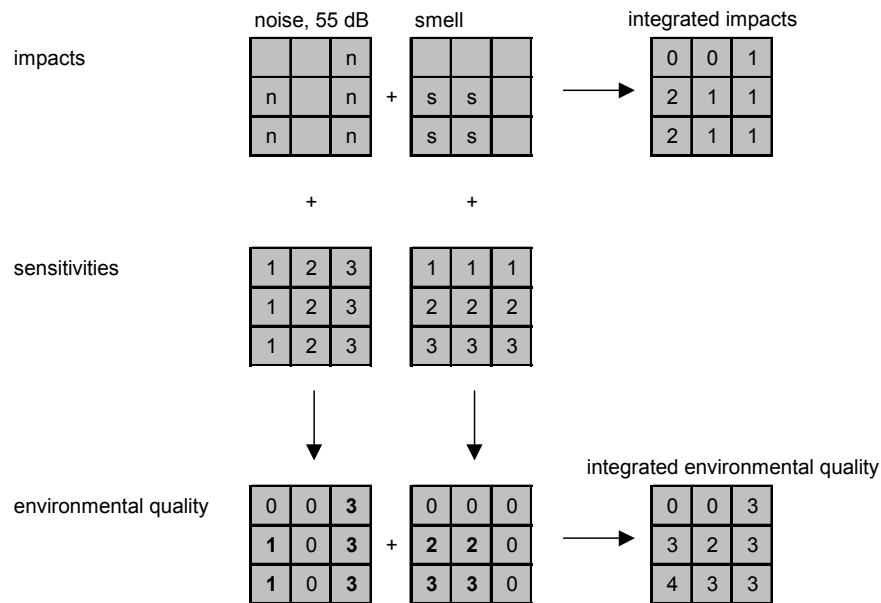 noise, 55 dB smell integrated impacts
impacts
n 0 0 1
n n + s s 2 1 1
n n s s 2 1 1
+ +
sensitivities
1 2 3 1 1 1
1 2 3 2 2 2
1 2 3 3 3 3
integrated environmental quality
environmental quality
0 0 3 0 0 0 0 0 3
1 0 3 + 2 2 0 3 2 3
1 0 3 3 3 0 4 3 3